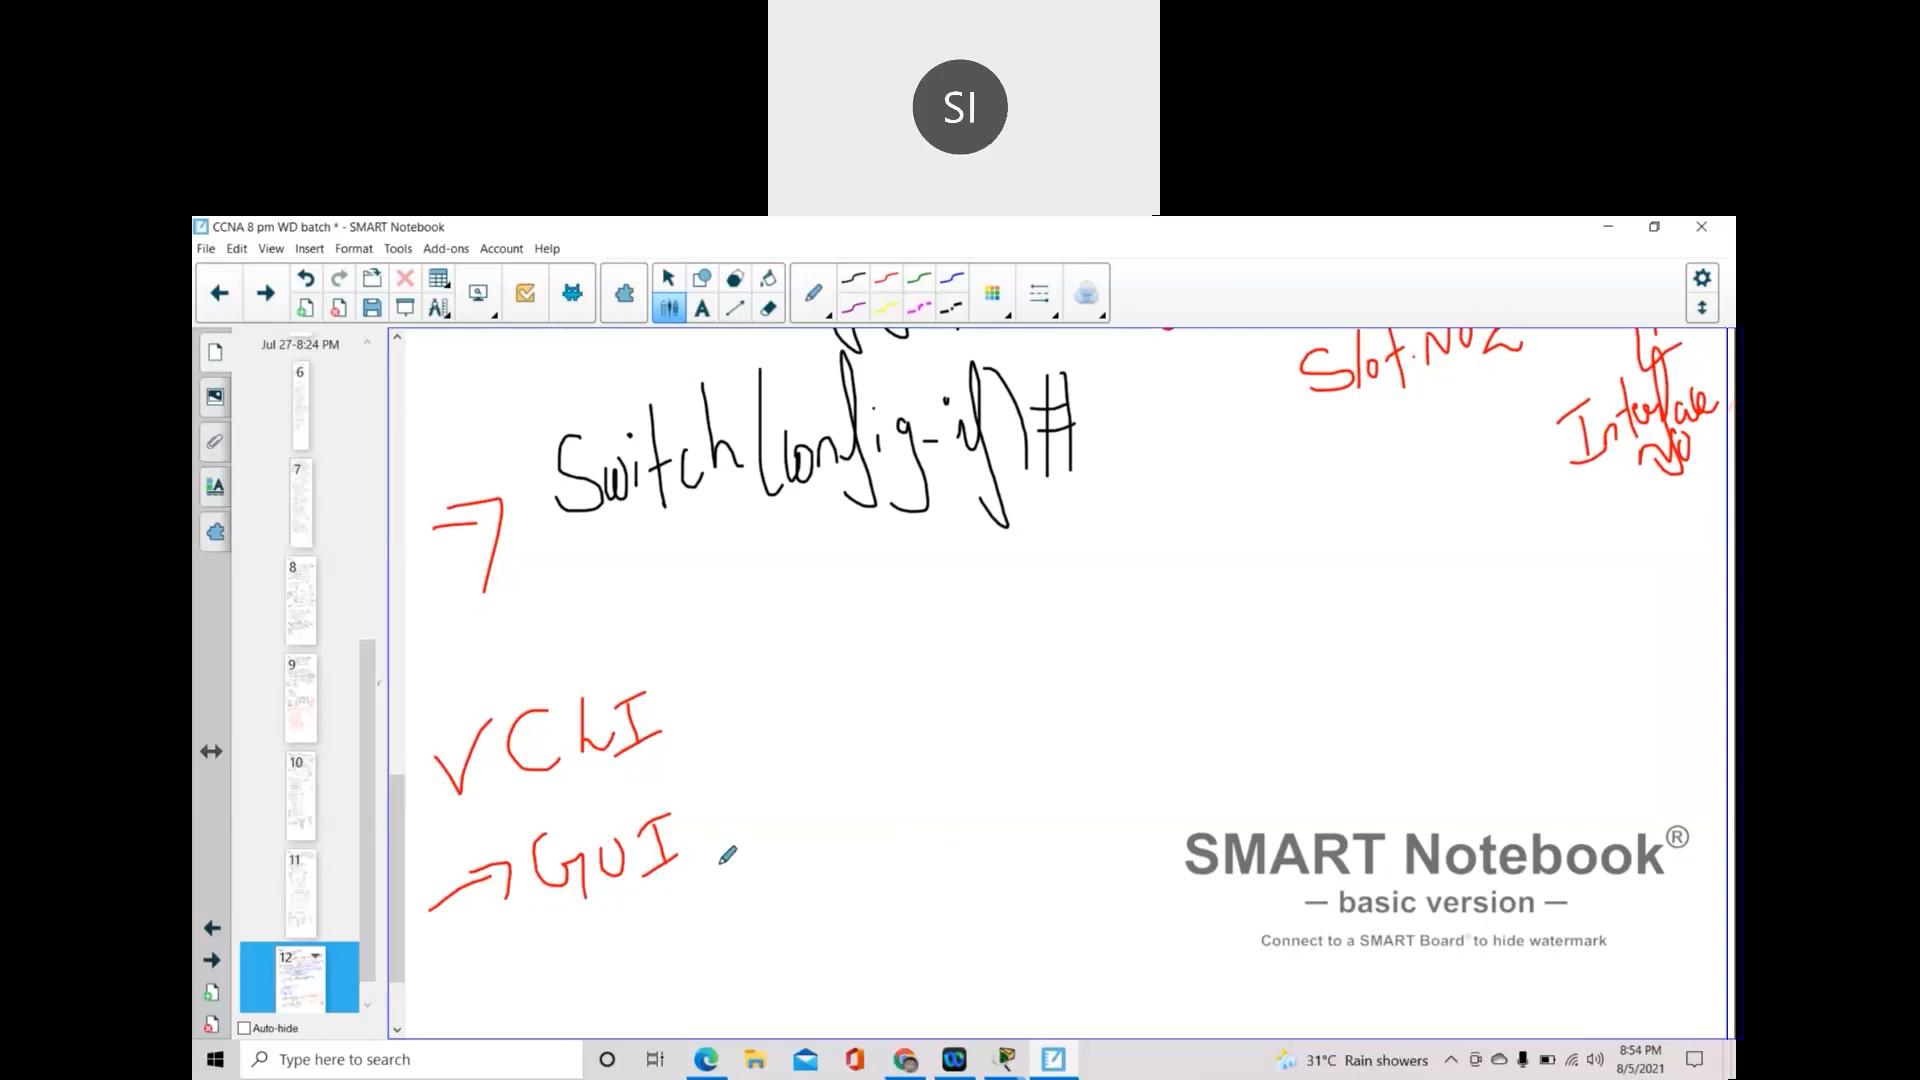 SI
CCNA 8 pm WD batch * - SMART Notebook
File Edit View Insert Format Tools Add-ons Account Help
Jul 27-8:24 PM
6
7
8
9
10
11
12
Auto-hide
Slot.No
Interface
No
Switch(config-if)#
CLI
GUI
SMART Notebook®
— basic version —
Connect to a SMART Board® to hide watermark
Type here to search
31°C Rain showers
8:54 PM
8/5/2021